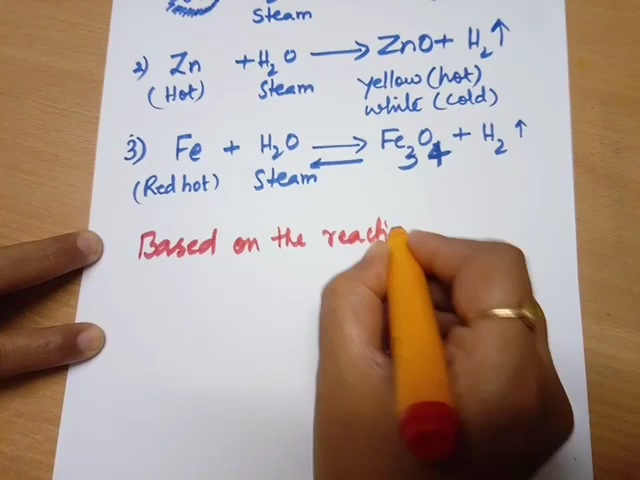 Steam
2) Zn + H₂O ⟶ ZnO + H₂↑
(Hot) Steam yellow (hot)
white (cold)
3) Fe + H₂O ⇌ Fe₃O₄ + H₂↑
(Red hot) Steam
Based on the reacti